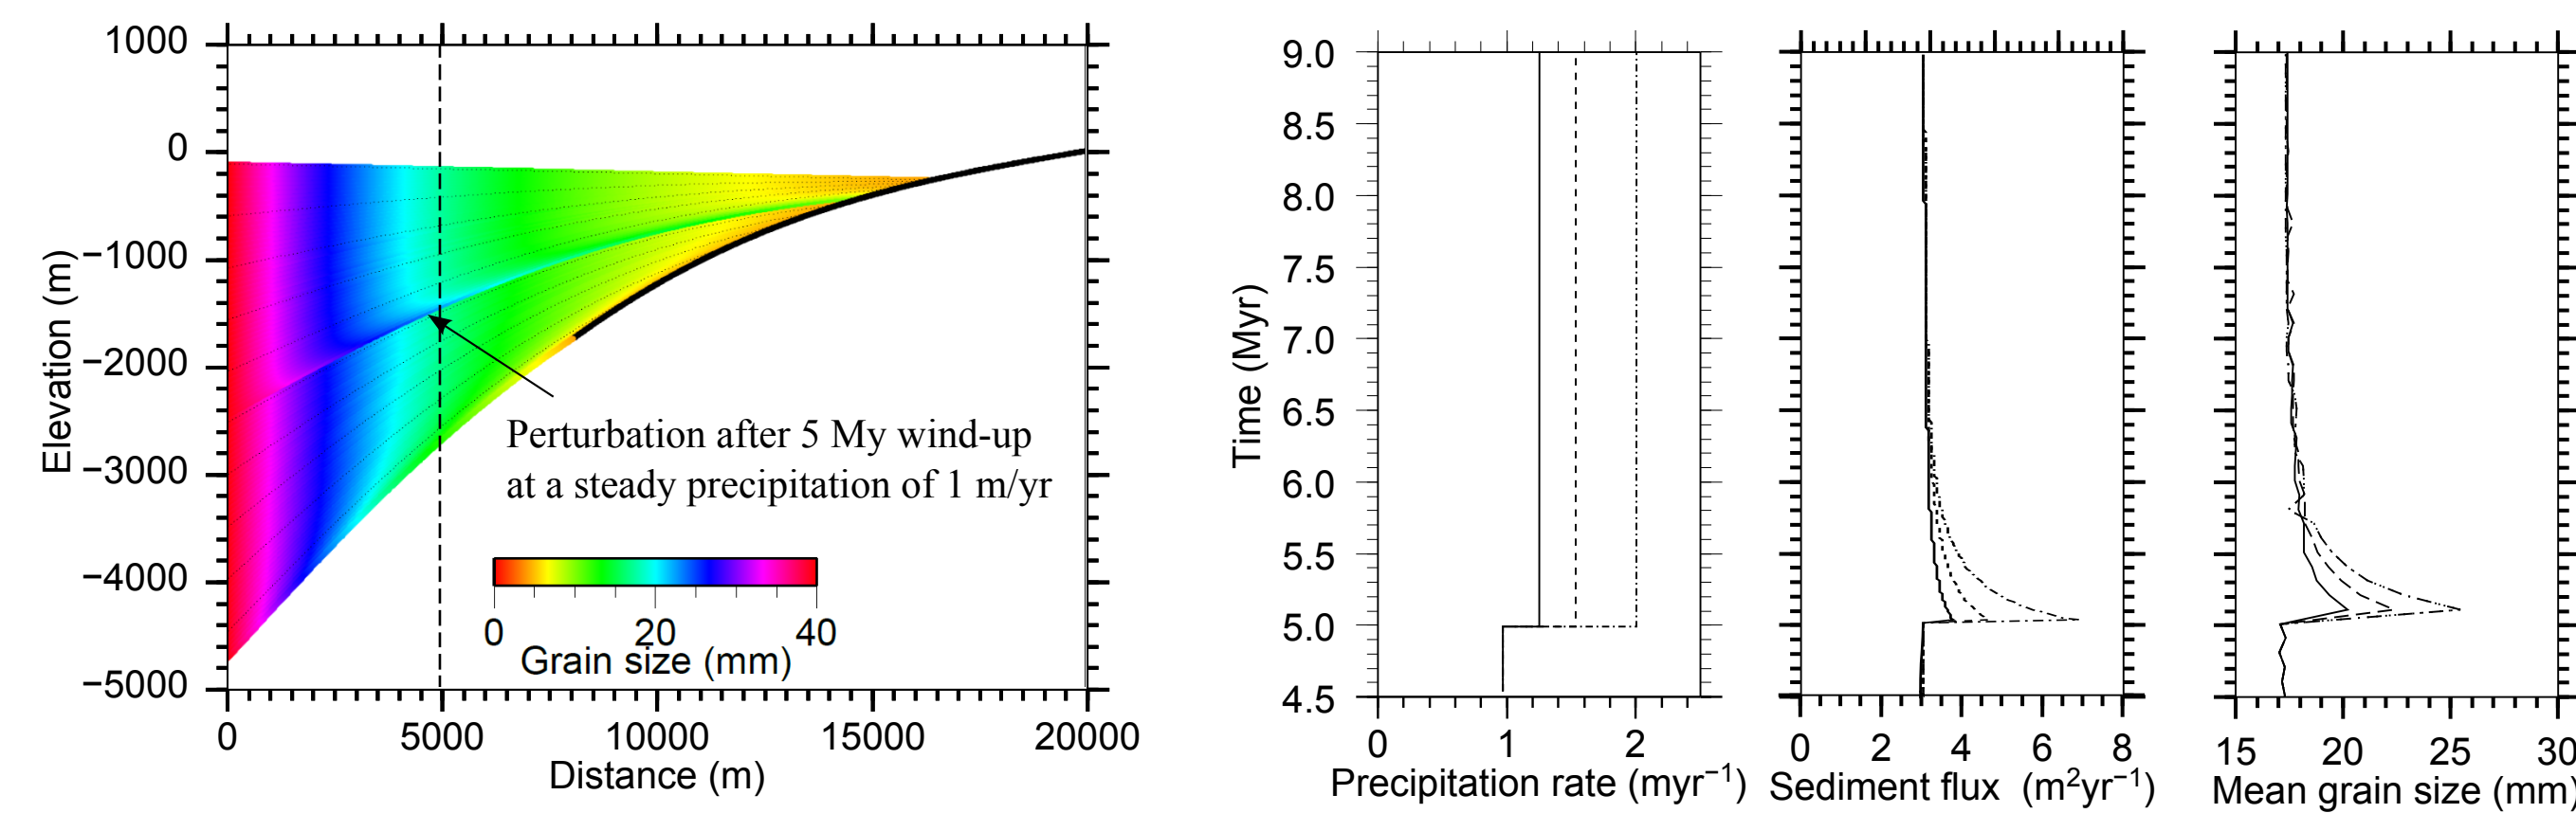 1000
0
−1000
−2000
−3000
−4000
−5000
Elevation (m)
Perturbation after 5 My wind-up
at a steady precipitation of 1 m/yr
0 20 40
Grain size (mm)
0 5000 10000 15000 20000
Distance (m)
9.0
8.5
8.0
7.5
7.0
6.5
6.0
5.5
5.0
4.5
Time (Myr)
0 1 2
Precipitation rate (myr⁻¹)
0 2 4 6 8
Sediment flux (m²yr⁻¹)
15 20 25 30
Mean grain size (mm)